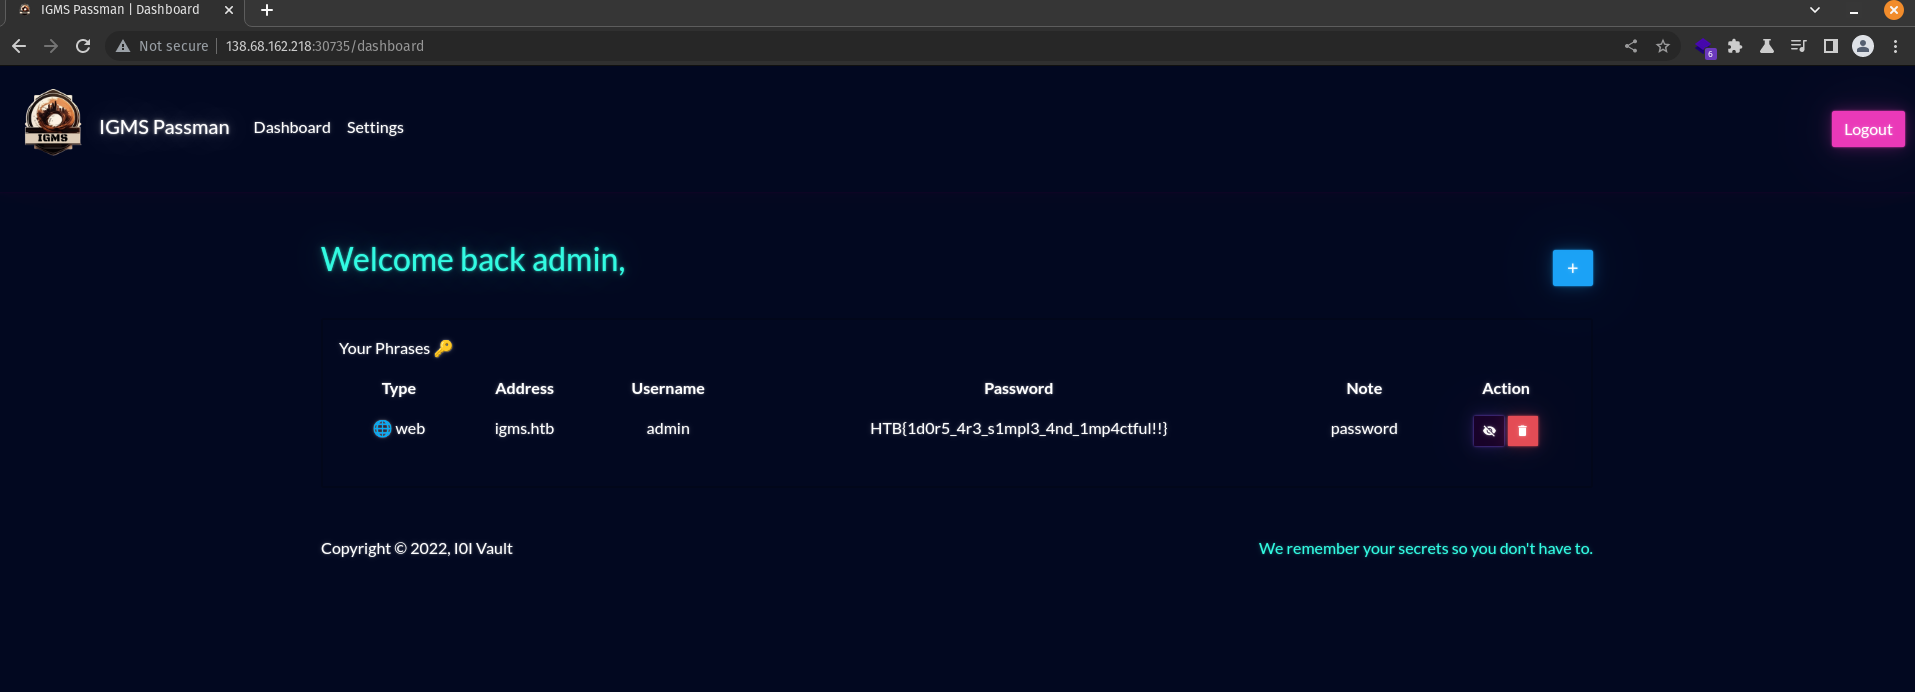 IGMS Passman | Dashboard
Not secure 138.68.162.218:30735/dashboard
6
IGMS
IGMS Passman Dashboard Settings Logout
Welcome back admin,
+
Your Phrases 🔑
Type Address Username Password Note Action
🌐 web igms.htb admin HTB{1d0r5_4r3_s1mpl3_4nd_1mp4ctful!!} password
Copyright © 2022, I0I Vault We remember your secrets so you don't have to.